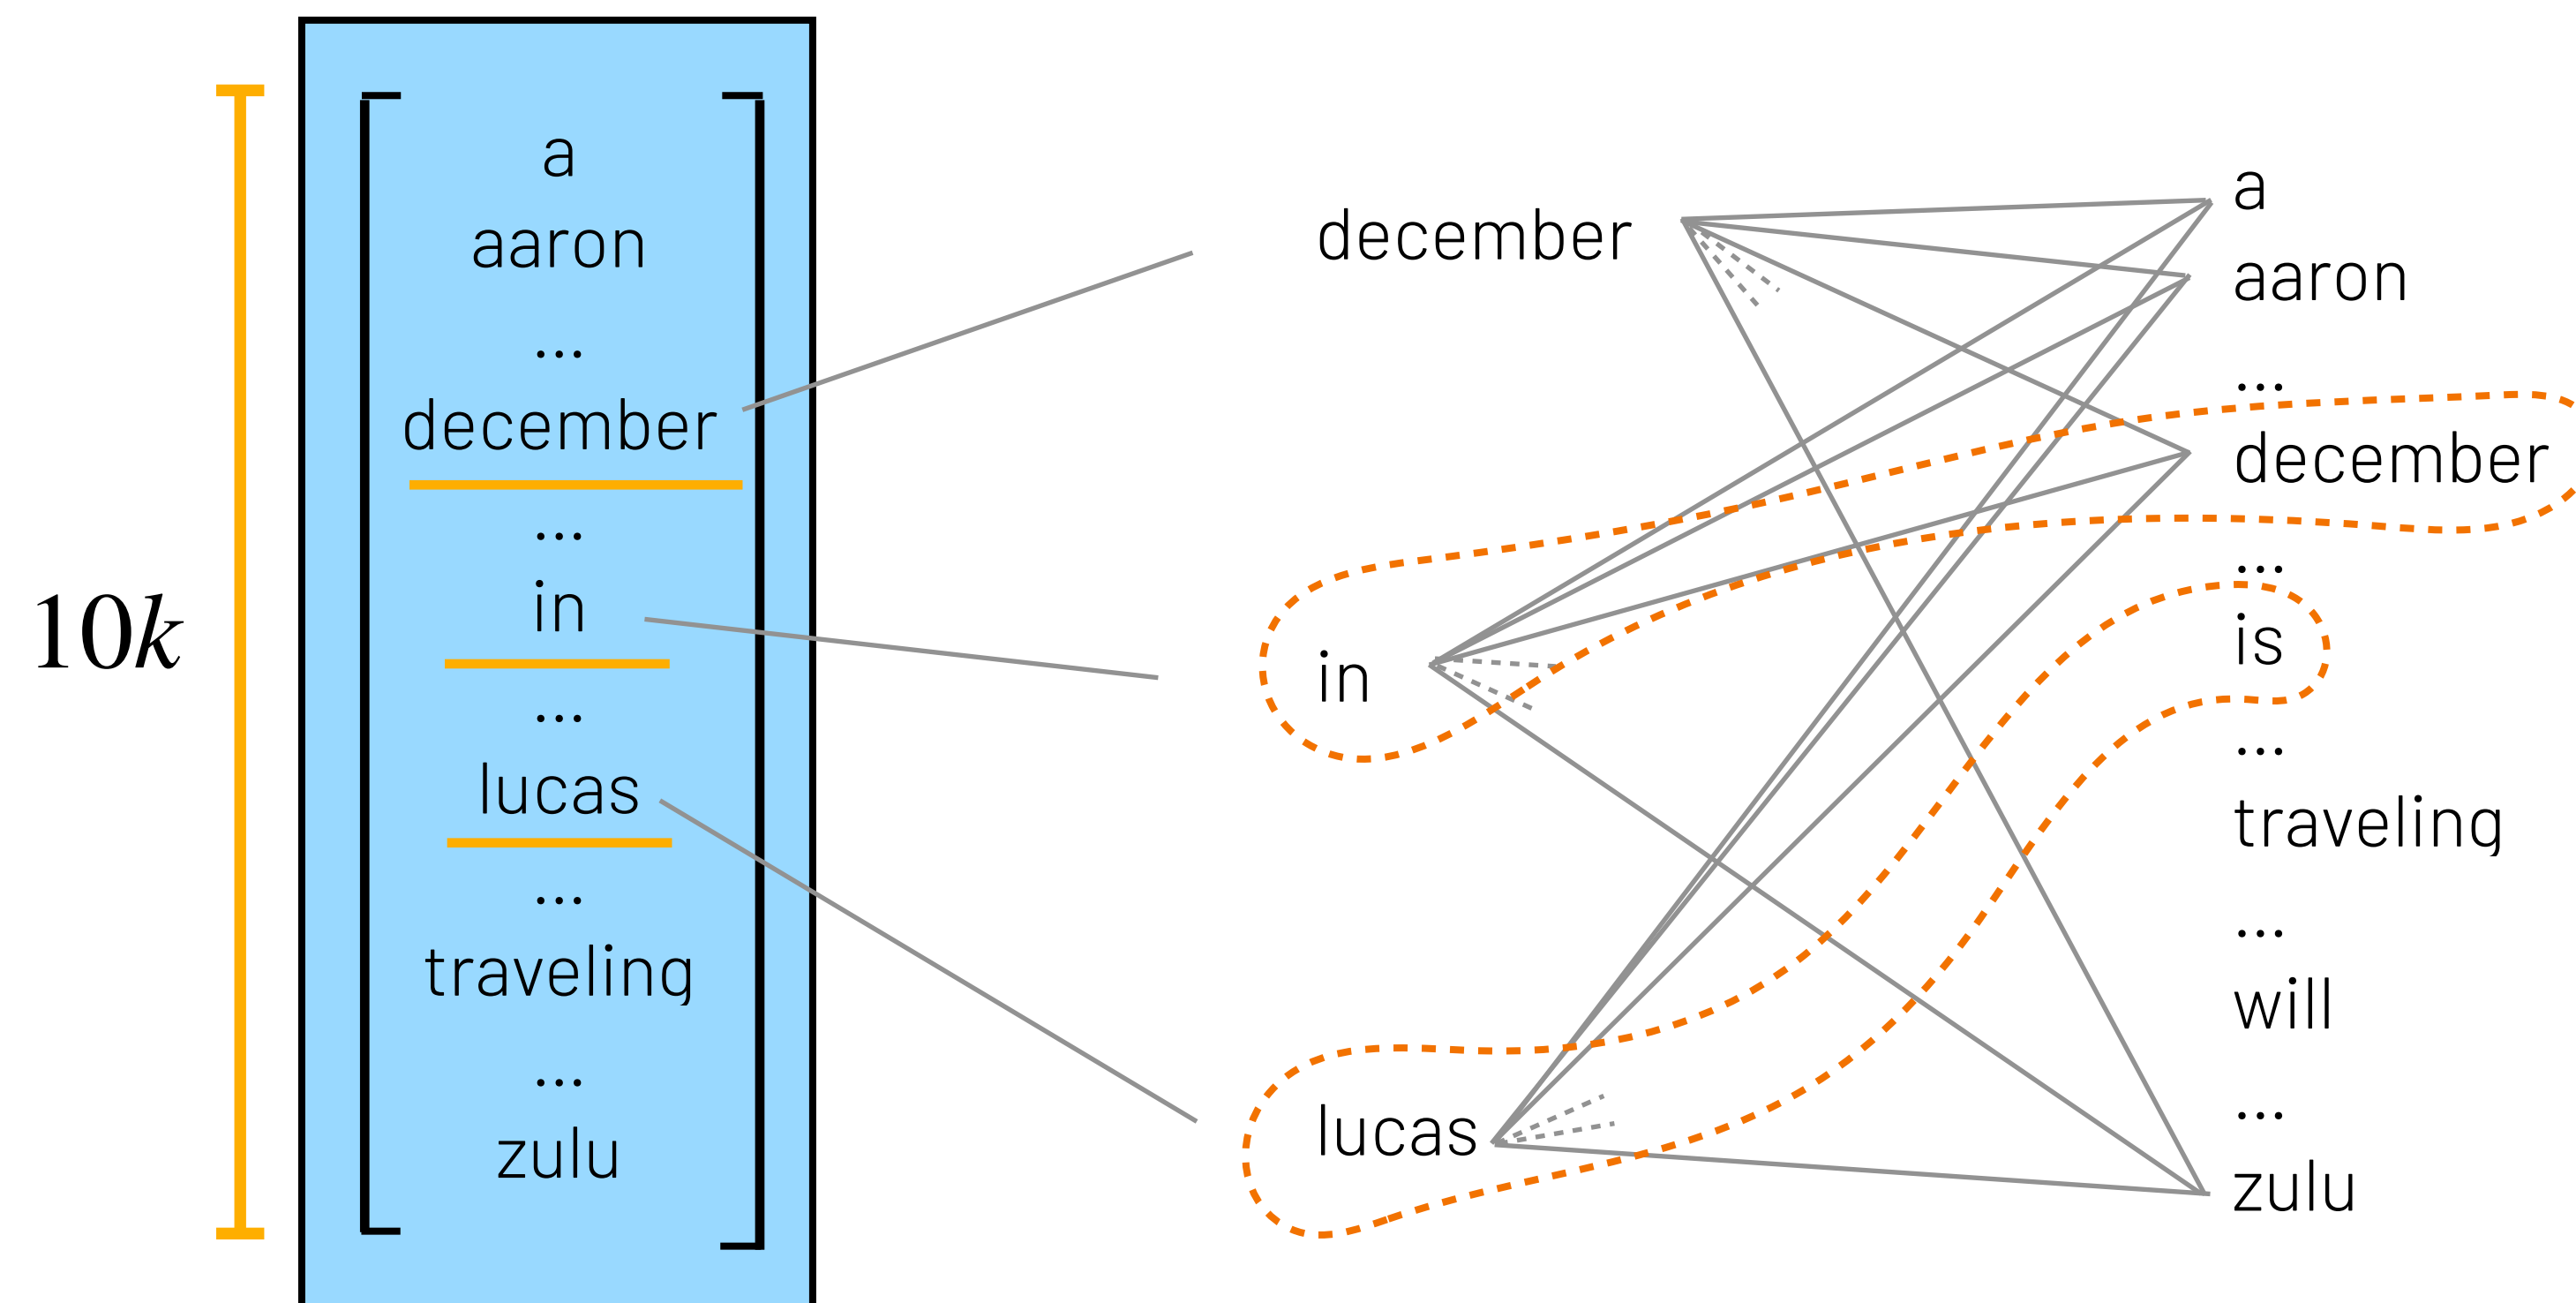 10k
a
aaron
...
december
...
in
...
lucas
...
traveling
...
zulu
december
in
lucas
a
aaron
...
december
...
is
...
traveling
...
will
...
zulu